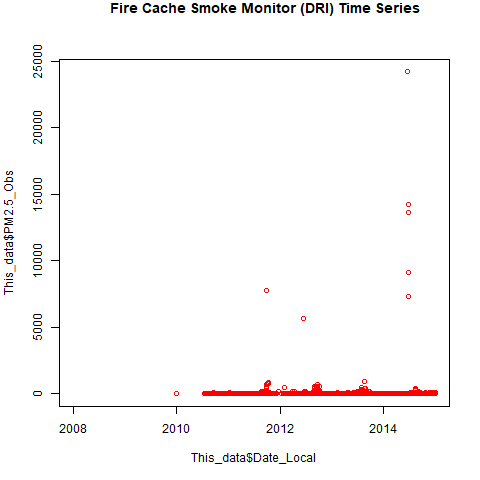 Fire Cache Smoke Monitor (DRI) Time Series
This_data$PM2.5_Obs
25000
20000
15000
10000
5000
0
2008 2010 2012 2014
This_data$Date_Local